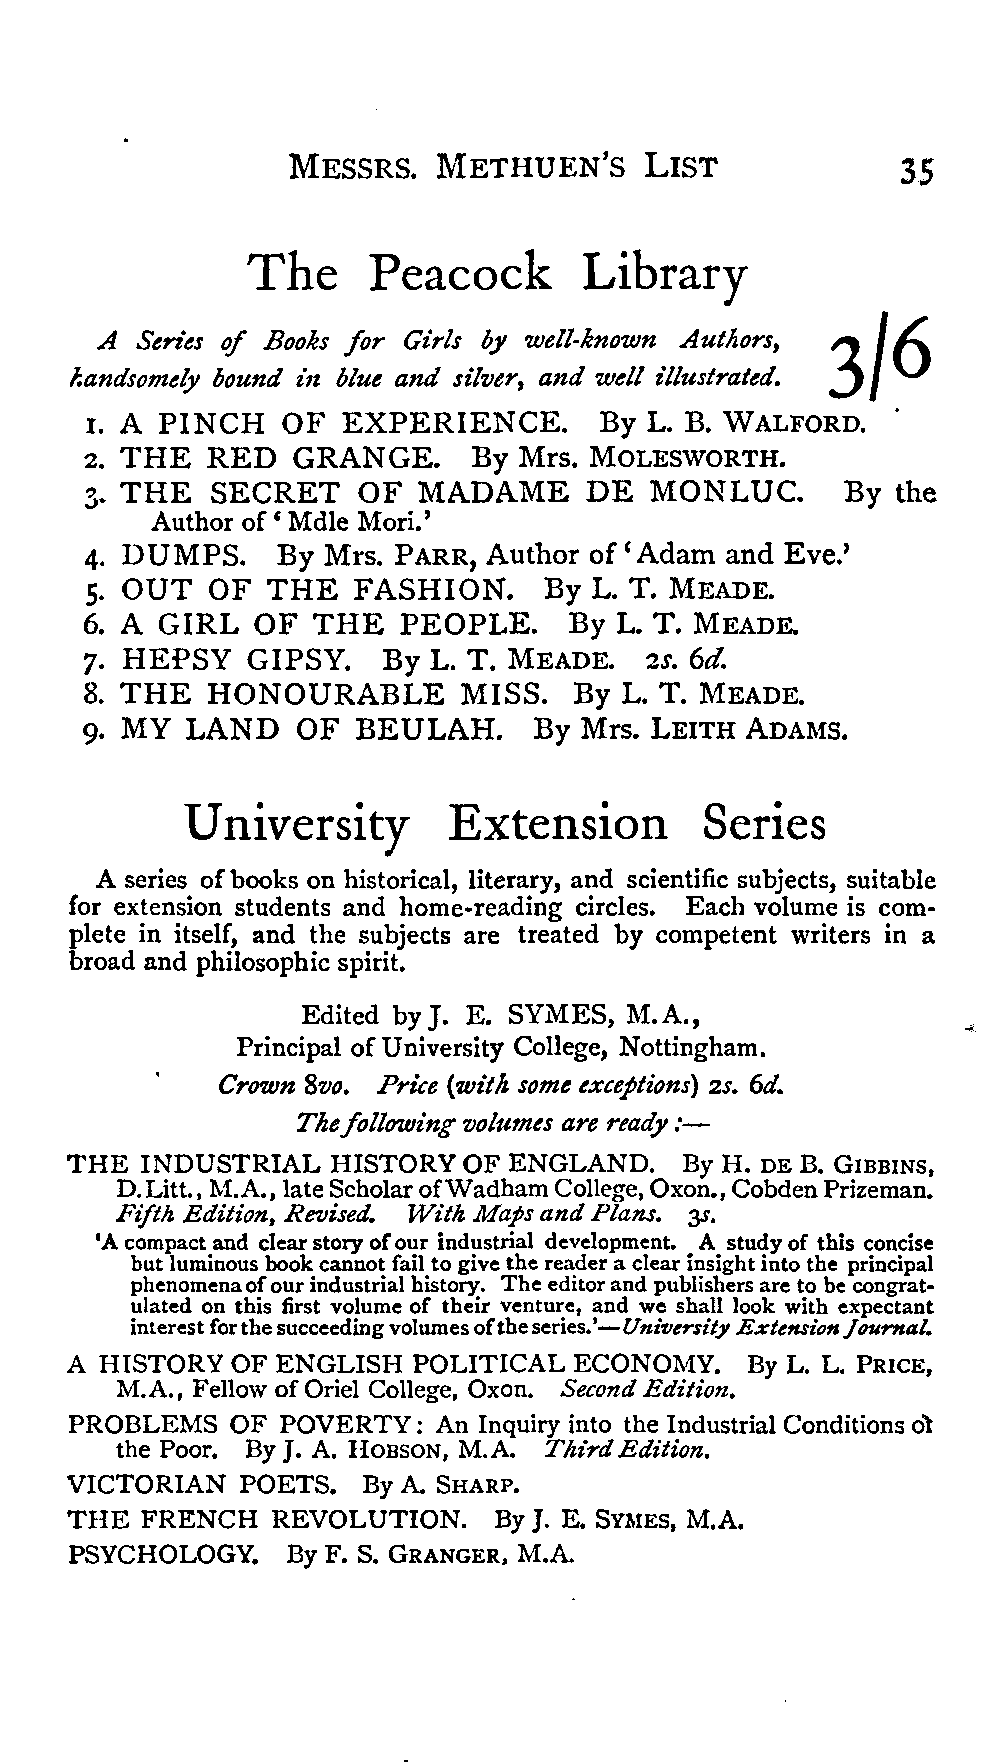 MESSRS. METHUEN'S LIST 35
The Peacock Library
A Series of Books for Girls by well-known Authors,
handsomely bound in blue and silver, and well illustrated.
3/6
1. A PINCH OF EXPERIENCE. By L. B. WALFORD.
2. THE RED GRANGE. By Mrs. MOLESWORTH.
3. THE SECRET OF MADAME DE MONLUC. By the
Author of ‘Mdle Mori.’
4. DUMPS. By Mrs. PARR, Author of ‘Adam and Eve.’
5. OUT OF THE FASHION. By L. T. MEADE.
6. A GIRL OF THE PEOPLE. By L. T. MEADE.
7. HEPSY GIPSY. By L. T. MEADE. 2s. 6d.
8. THE HONOURABLE MISS. By L. T. MEADE.
9. MY LAND OF BEULAH. By Mrs. LEITH ADAMS.
University Extension Series
A series of books on historical, literary, and scientific subjects, suitable
for extension students and home-reading circles. Each volume is com-
plete in itself, and the subjects are treated by competent writers in a
broad and philosophic spirit.
Edited by J. E. SYMES, M.A.,
Principal of University College, Nottingham.
Crown 8vo. Price (with some exceptions) 2s. 6d.
The following volumes are ready :—
THE INDUSTRIAL HISTORY OF ENGLAND. By H. DE B. GIBBINS,
D.Litt., M.A., late Scholar of Wadham College, Oxon., Cobden Prizeman.
Fifth Edition, Revised. With Maps and Plans. 3s.
‘A compact and clear story of our industrial development. A study of this concise
but luminous book cannot fail to give the reader a clear insight into the principal
phenomena of our industrial history. The editor and publishers are to be congrat-
ulated on this first volume of their venture, and we shall look with expectant
interest for the succeeding volumes of the series.’—University Extension Journal.
A HISTORY OF ENGLISH POLITICAL ECONOMY. By L. L. PRICE,
M.A., Fellow of Oriel College, Oxon. Second Edition.
PROBLEMS OF POVERTY: An Inquiry into the Industrial Conditions of
the Poor. By J. A. HOBSON, M.A. Third Edition.
VICTORIAN POETS. By A. SHARP.
THE FRENCH REVOLUTION. By J. E. SYMES, M.A.
PSYCHOLOGY. By F. S. GRANGER, M.A.